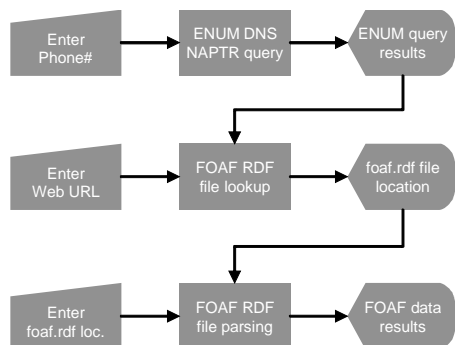 Enter
Phone#
ENUM DNS
NAPTR query
ENUM query
results
Enter
Web URL
FOAF RDF
file lookup
foaf.rdf file
location
Enter
foaf.rdf loc.
FOAF RDF
file parsing
FOAF data
results